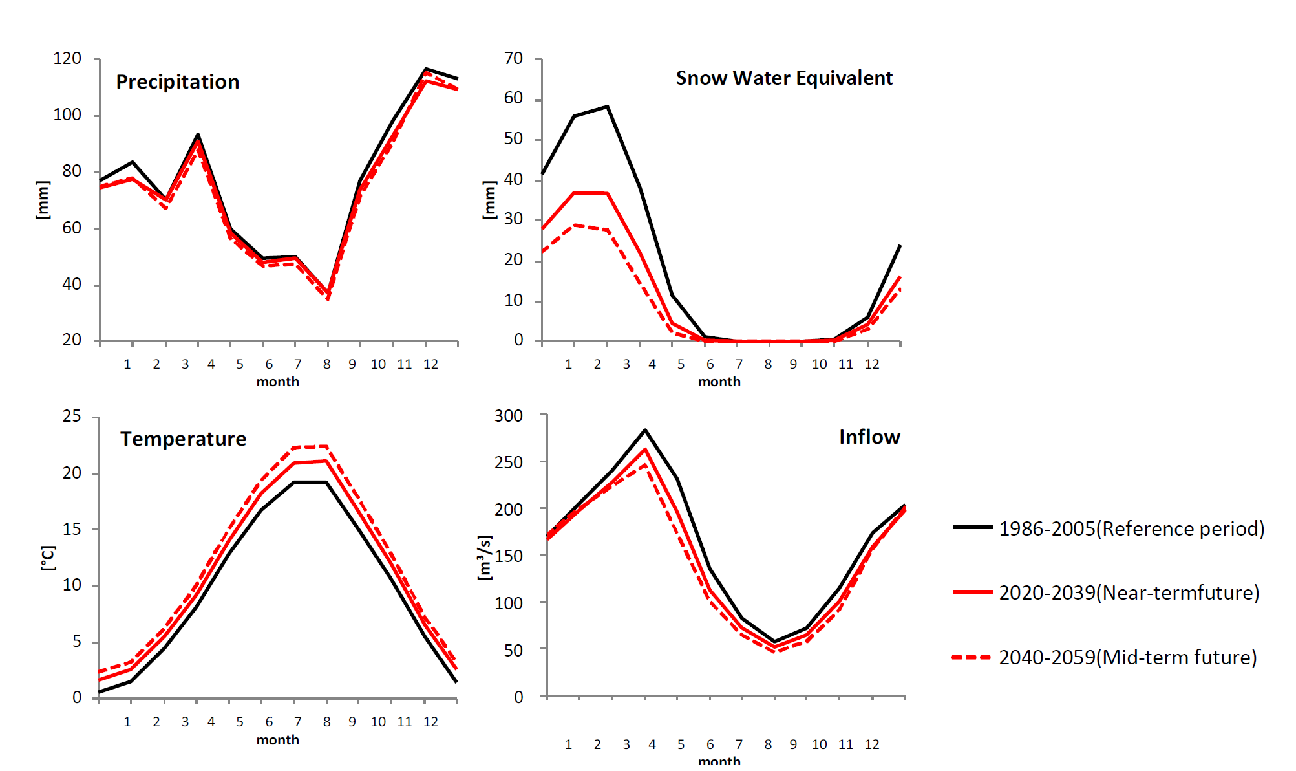 Precipitation
120
100
80
60
40
20
[mm]
1 2 3 4 5 6 7 8 9 10 11 12
month
Snow Water Equivalent
70
60
50
40
30
20
10
0
[mm]
1 2 3 4 5 6 7 8 9 10 11 12
month
Temperature
25
20
15
10
5
0
[°C]
1 2 3 4 5 6 7 8 9 10 11 12
month
Inflow
300
250
200
150
100
50
0
[m³/s]
1 2 3 4 5 6 7 8 9 10 11 12
month
1986-2005(Reference period)
2020-2039(Near-termfuture)
2040-2059(Mid-term future)